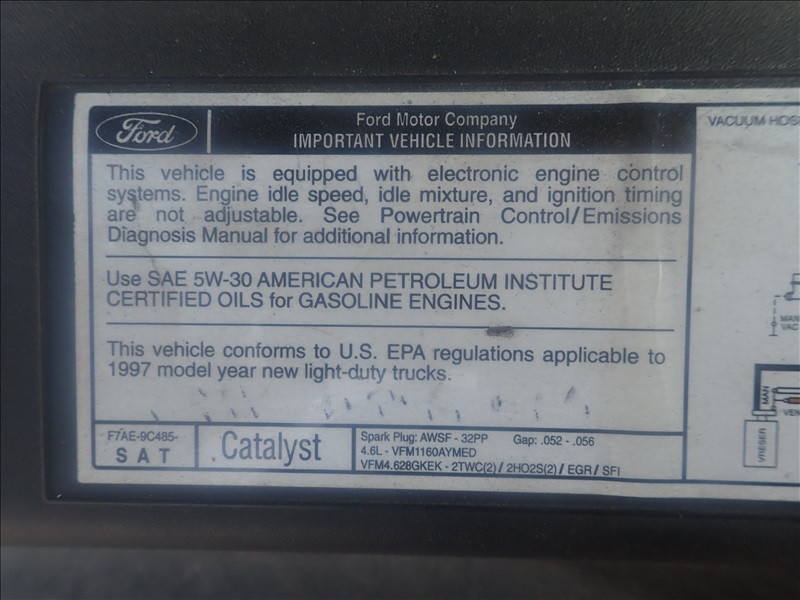 Ford
Ford Motor Company
IMPORTANT VEHICLE INFORMATION
This vehicle is equipped with electronic engine control
systems. Engine idle speed, idle mixture, and ignition timing
are not adjustable. See Powertrain Control/Emissions
Diagnosis Manual for additional information.
Use SAE 5W-30 AMERICAN PETROLEUM INSTITUTE
CERTIFIED OILS for GASOLINE ENGINES.
This vehicle conforms to U.S. EPA regulations applicable to
1997 model year new light-duty trucks.
F7AE-9C485-
SAT
Catalyst
Spark Plug: AWSF - 32PP Gap: .052 - .056
4.6L - VFM1160AYMED
VFM4.628GKEK - 2TWC(2) / 2HO2S(2) / EGR / SFI
VACUUM
MAN
VAC
MAN
VRESER